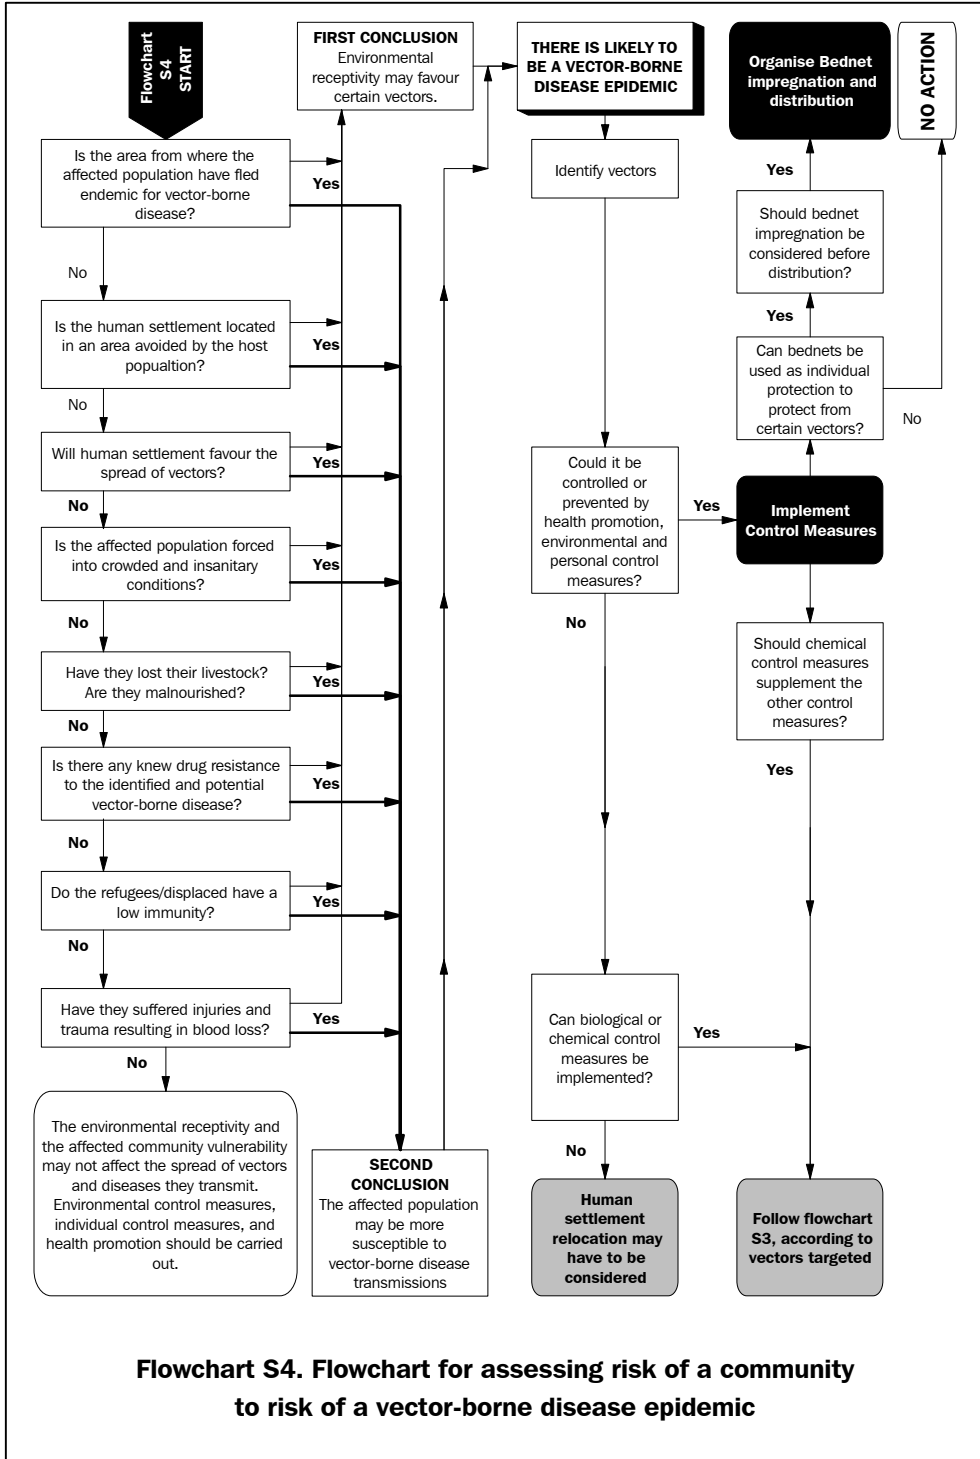 Flowchart
S4
START
Is the area from where the
affected population have fled
endemic for vector-borne
disease?
Yes
No
Is the human settlement located
in an area avoided by the host
popualtion?
Yes
No
Will human settlement favour the
spread of vectors?
Yes
No
Is the affected population forced
into crowded and insanitary
conditions?
Yes
No
Have they lost their livestock?
Are they malnourished?
Yes
No
Is there any knew drug resistance
to the identified and potential
vector-borne disease?
Yes
No
Do the refugees/displaced have a
low immunity?
Yes
No
Have they suffered injuries and
trauma resulting in blood loss?
Yes
No
The environmental receptivity and
the affected community vulnerability
may not affect the spread of vectors
and diseases they transmit.
Environmental control measures,
individual control measures, and
health promotion should be carried
out.
FIRST CONCLUSION
Environmental
receptivity may favour
certain vectors.
SECOND
CONCLUSION
The affected population
may be more
susceptible to
vector-borne disease
transmissions
THERE IS LIKELY TO
BE A VECTOR-BORNE
DISEASE EPIDEMIC
Identify vectors
Could it be
controlled or
prevented by
health promotion,
environmental and
personal control
measures?
Yes
No
Can biological or
chemical control
measures be
implemented?
Yes
No
Human
settlement
relocation may
have to be
considered
Organise Bednet
impregnation and
distribution
Yes
Should bednet
impregnation be
considered before
distribution?
Yes
Can bednets be
used as individual
protection to
protect from
certain vectors?
No
NO ACTION
Implement
Control Measures
Should chemical
control measures
supplement the
other control
measures?
Yes
Follow flowchart
S3, according to
vectors targeted
Flowchart S4. Flowchart for assessing risk of a community
to risk of a vector-borne disease epidemic